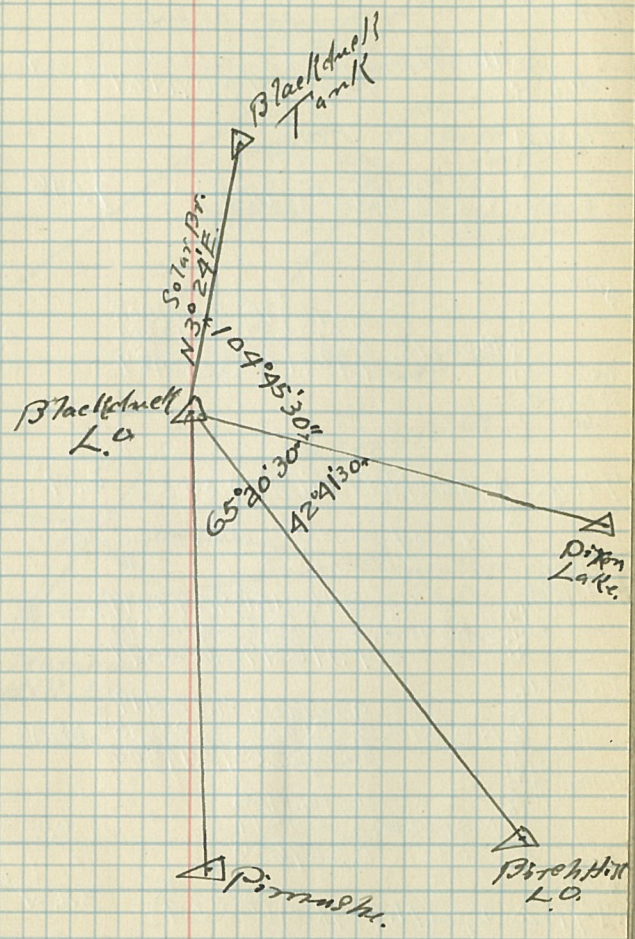 Blackduck
Tank
Solar Br.
N 3° 24' E.
104°45'30"
Blackduck
L.O.
65°20'30"
42°41'30"
Dixon
Lake.
Birch Hill
L.O.